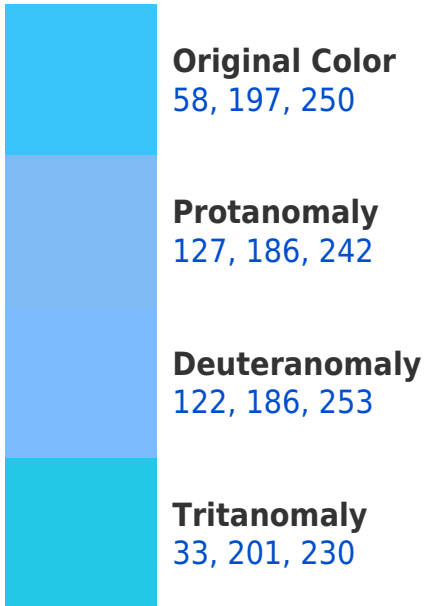 Original Color
58, 197, 250
Protanomaly
127, 186, 242
Deuteranomaly
122, 186, 253
Tritanomaly
33, 201, 230